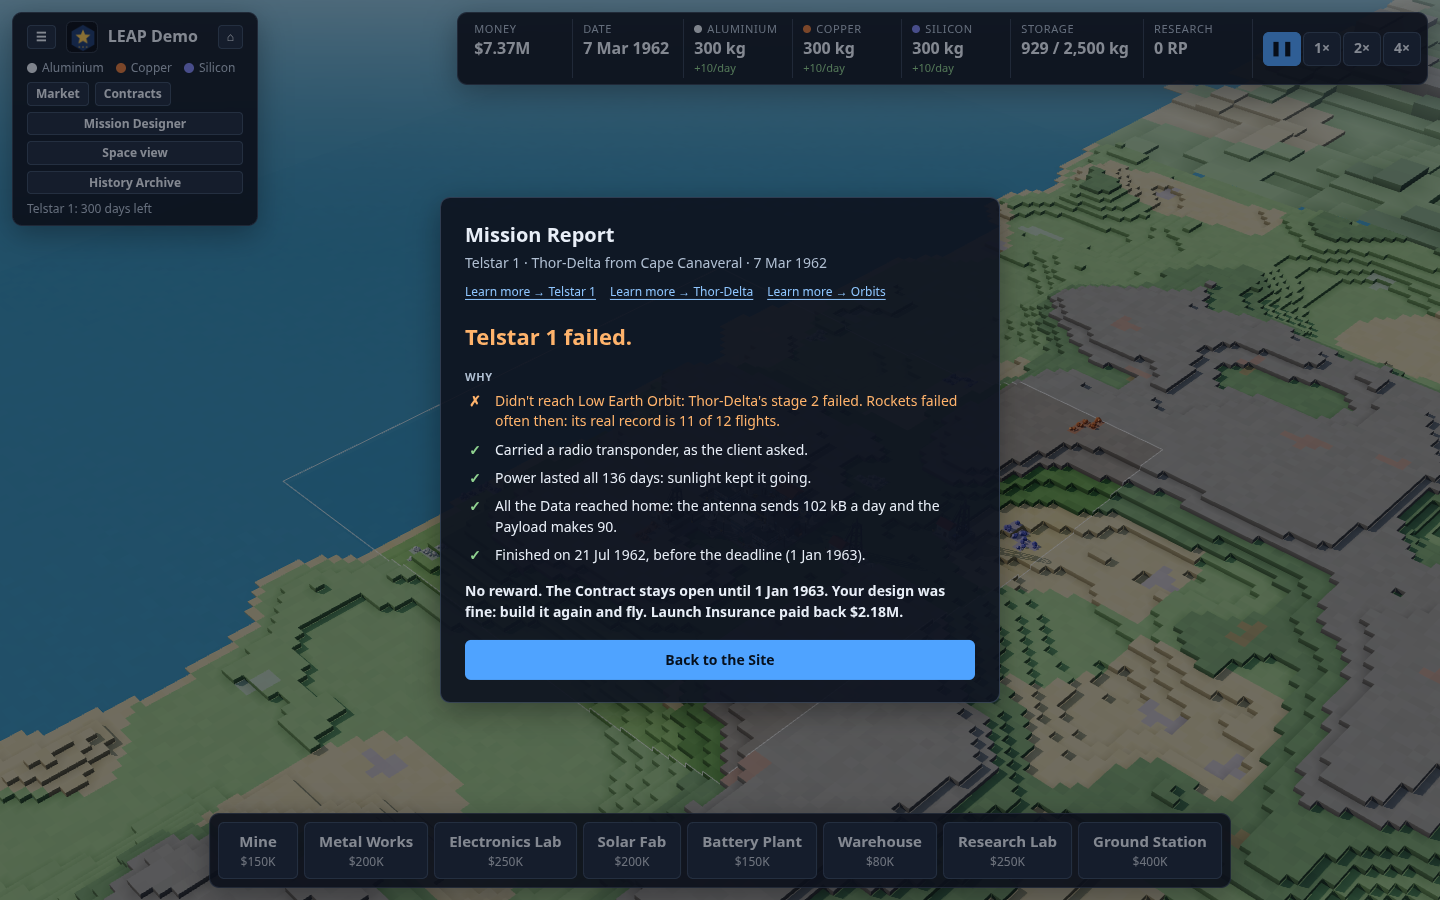 ☰ LEAP Demo ⌂
Aluminium Copper Silicon
Market Contracts
Mission Designer
Space view
History Archive
Telstar 1: 300 days left
MONEY
$7.37M
DATE
7 Mar 1962
ALUMINIUM
300 kg
+10/day
COPPER
300 kg
+10/day
SILICON
300 kg
+10/day
STORAGE
929 / 2,500 kg
RESEARCH
0 RP
❚❚ 1× 2× 4×
Mission Report
Telstar 1 · Thor-Delta from Cape Canaveral · 7 Mar 1962
Learn more → Telstar 1 Learn more → Thor-Delta Learn more → Orbits
Telstar 1 failed.
WHY
✗ Didn't reach Low Earth Orbit: Thor-Delta's stage 2 failed. Rockets failed
often then: its real record is 11 of 12 flights.
✓ Carried a radio transponder, as the client asked.
✓ Power lasted all 136 days: sunlight kept it going.
✓ All the Data reached home: the antenna sends 102 kB a day and the
Payload makes 90.
✓ Finished on 21 Jul 1962, before the deadline (1 Jan 1963).
No reward. The Contract stays open until 1 Jan 1963. Your design was
fine: build it again and fly. Launch Insurance paid back $2.18M.
Back to the Site
Mine
$150K
Metal Works
$200K
Electronics Lab
$250K
Solar Fab
$200K
Battery Plant
$150K
Warehouse
$80K
Research Lab
$250K
Ground Station
$400K